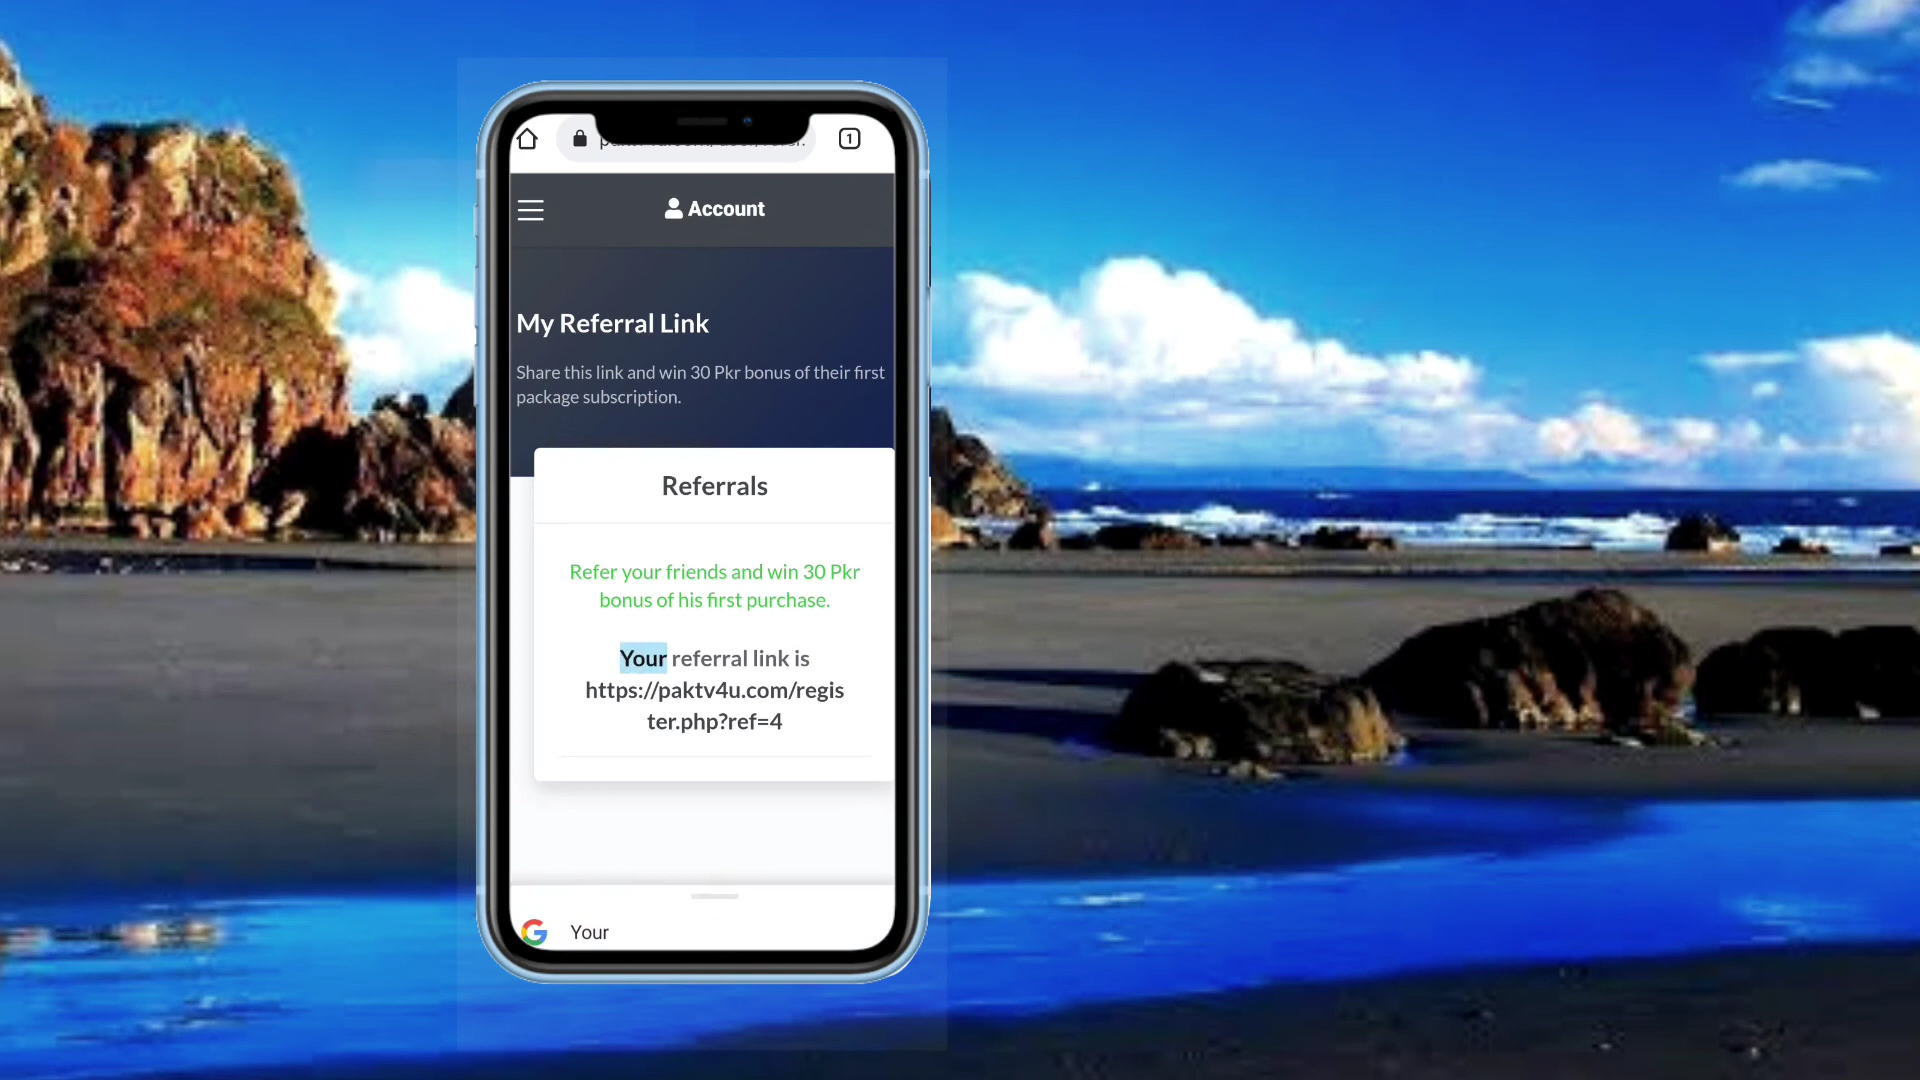 1
Account
My Referral Link
Share this link and win 30 Pkr bonus of their first
package subscription.
Referrals
Refer your friends and win 30 Pkr
bonus of his first purchase.
Your referral link is
https://paktv4u.com/regis
ter.php?ref=4
Your